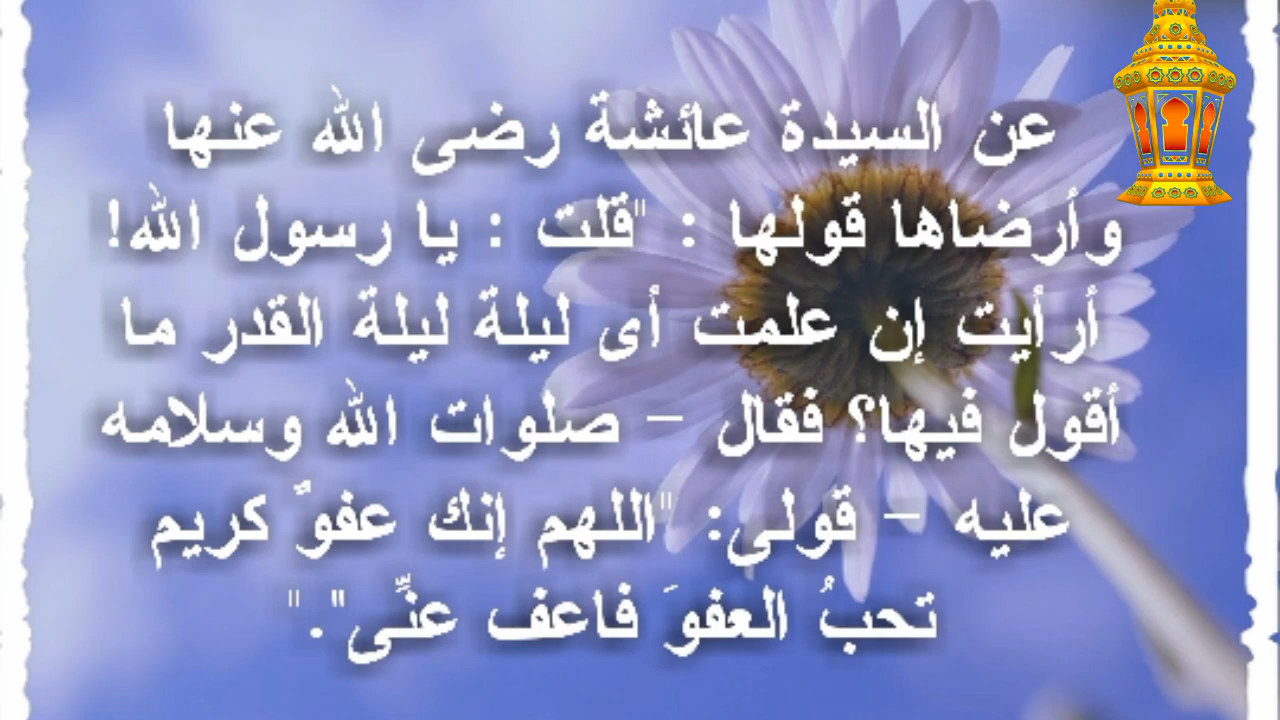 عن السيدة عائشة رضى الله عنها
وأرضاها قولها : "قلت : يا رسول الله!
أرأيت إن علمت أى ليلة ليلة القدر ما
أقول فيها؟ فقال – صلوات الله وسلامه
عليه – قولى: "اللهم إنك عفوٌ كريم
تحبُ العفوَ فاعف عنِّى". "